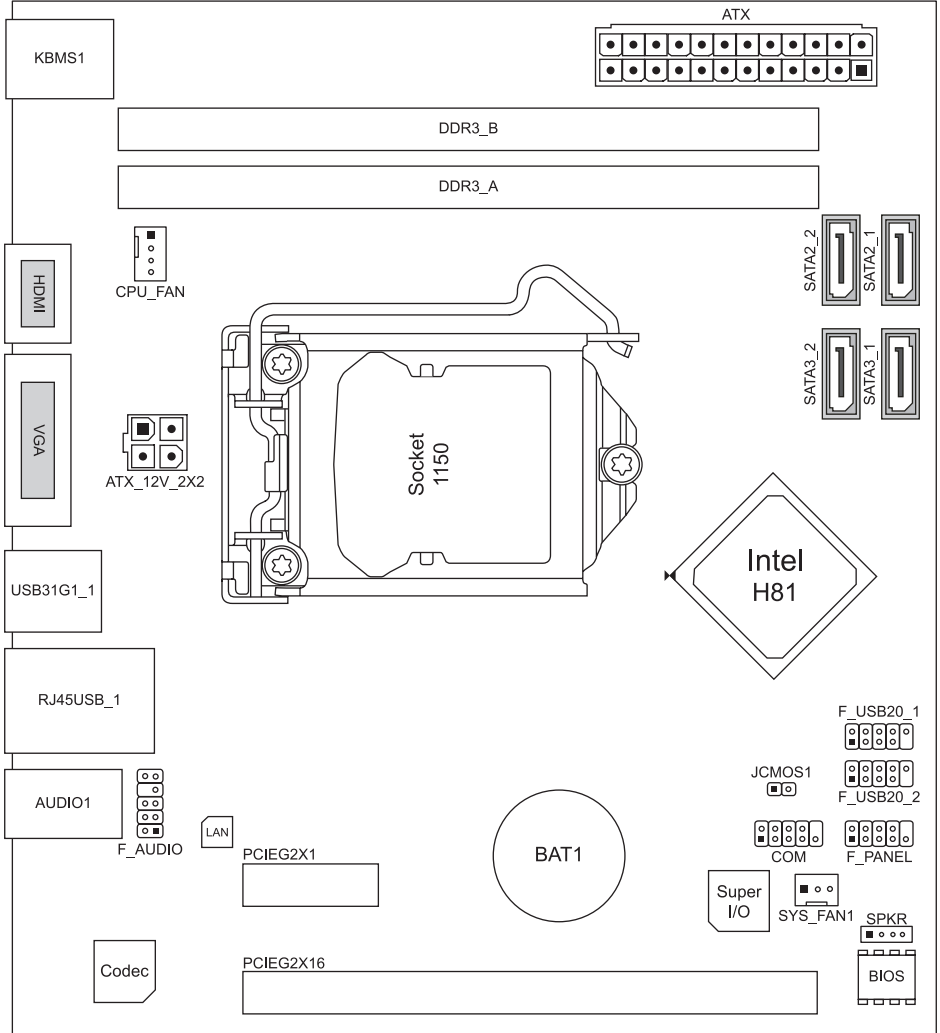 ATX
KBMS1
DDR3_B
DDR3_A
CPU_FAN
HDMI
SATA2_2
SATA2_1
SATA3_2
SATA3_1
VGA
ATX_12V_2X2
Socket
1150
Intel
H81
USB31G1_1
RJ45USB_1
F_USB20_1
JCMOS1
F_USB20_2
AUDIO1
F_AUDIO
LAN
BAT1
COM
F_PANEL
PCIEG2X1
Super
I/O
SYS_FAN1
SPKR
Codec
PCIEG2X16
BIOS